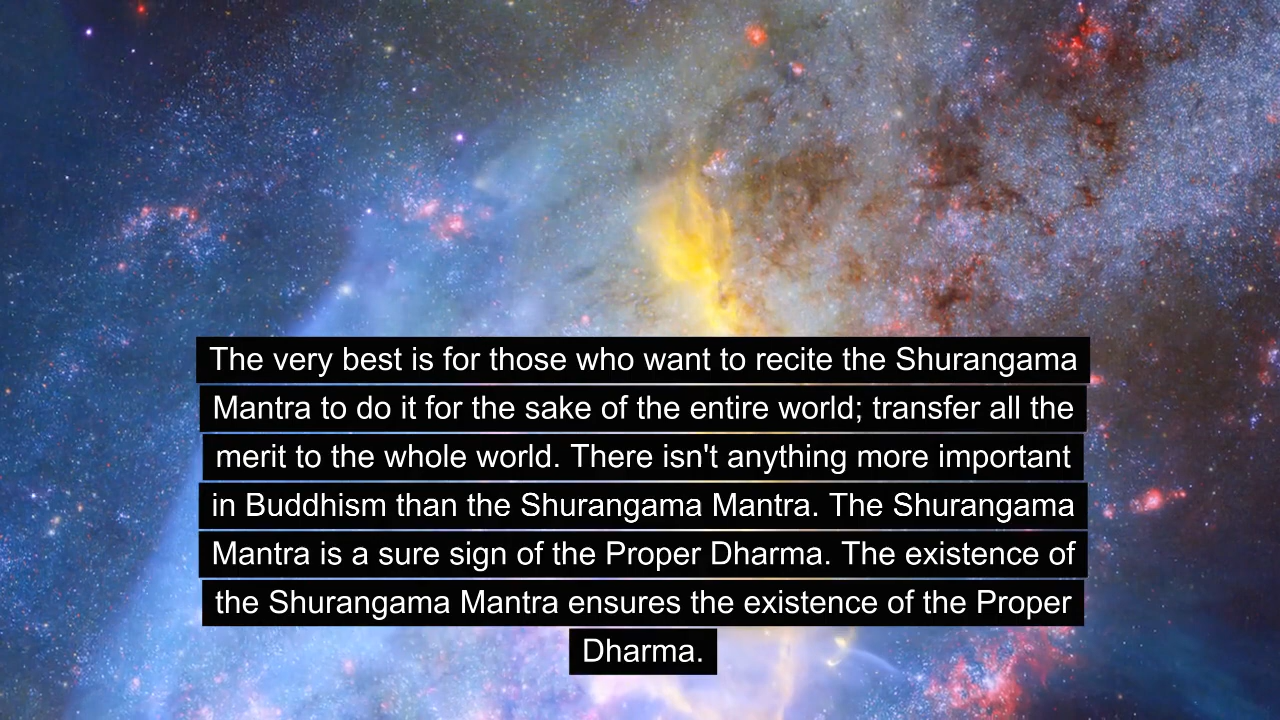 The very best is for those who want to recite the Shurangama
Mantra to do it for the sake of the entire world; transfer all the
merit to the whole world. There isn't anything more important
in Buddhism than the Shurangama Mantra. The Shurangama
Mantra is a sure sign of the Proper Dharma. The existence of
the Shurangama Mantra ensures the existence of the Proper
Dharma.